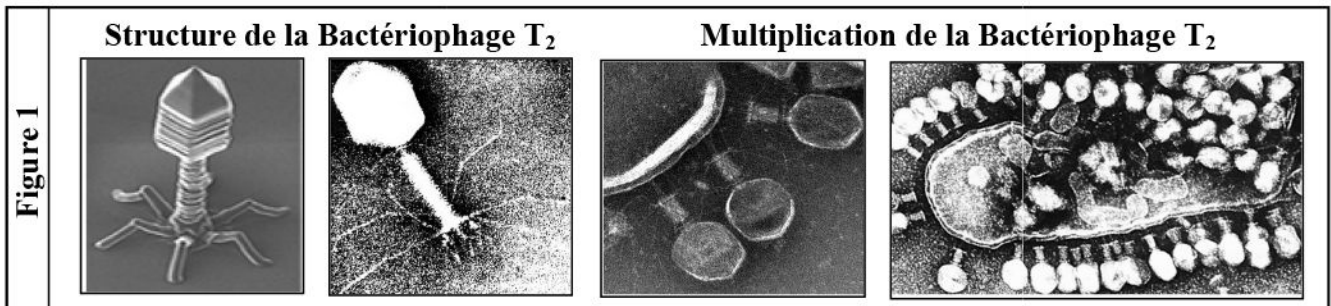 Figure 1
Structure de la Bactériophage T₂
Multiplication de la Bactériophage T₂